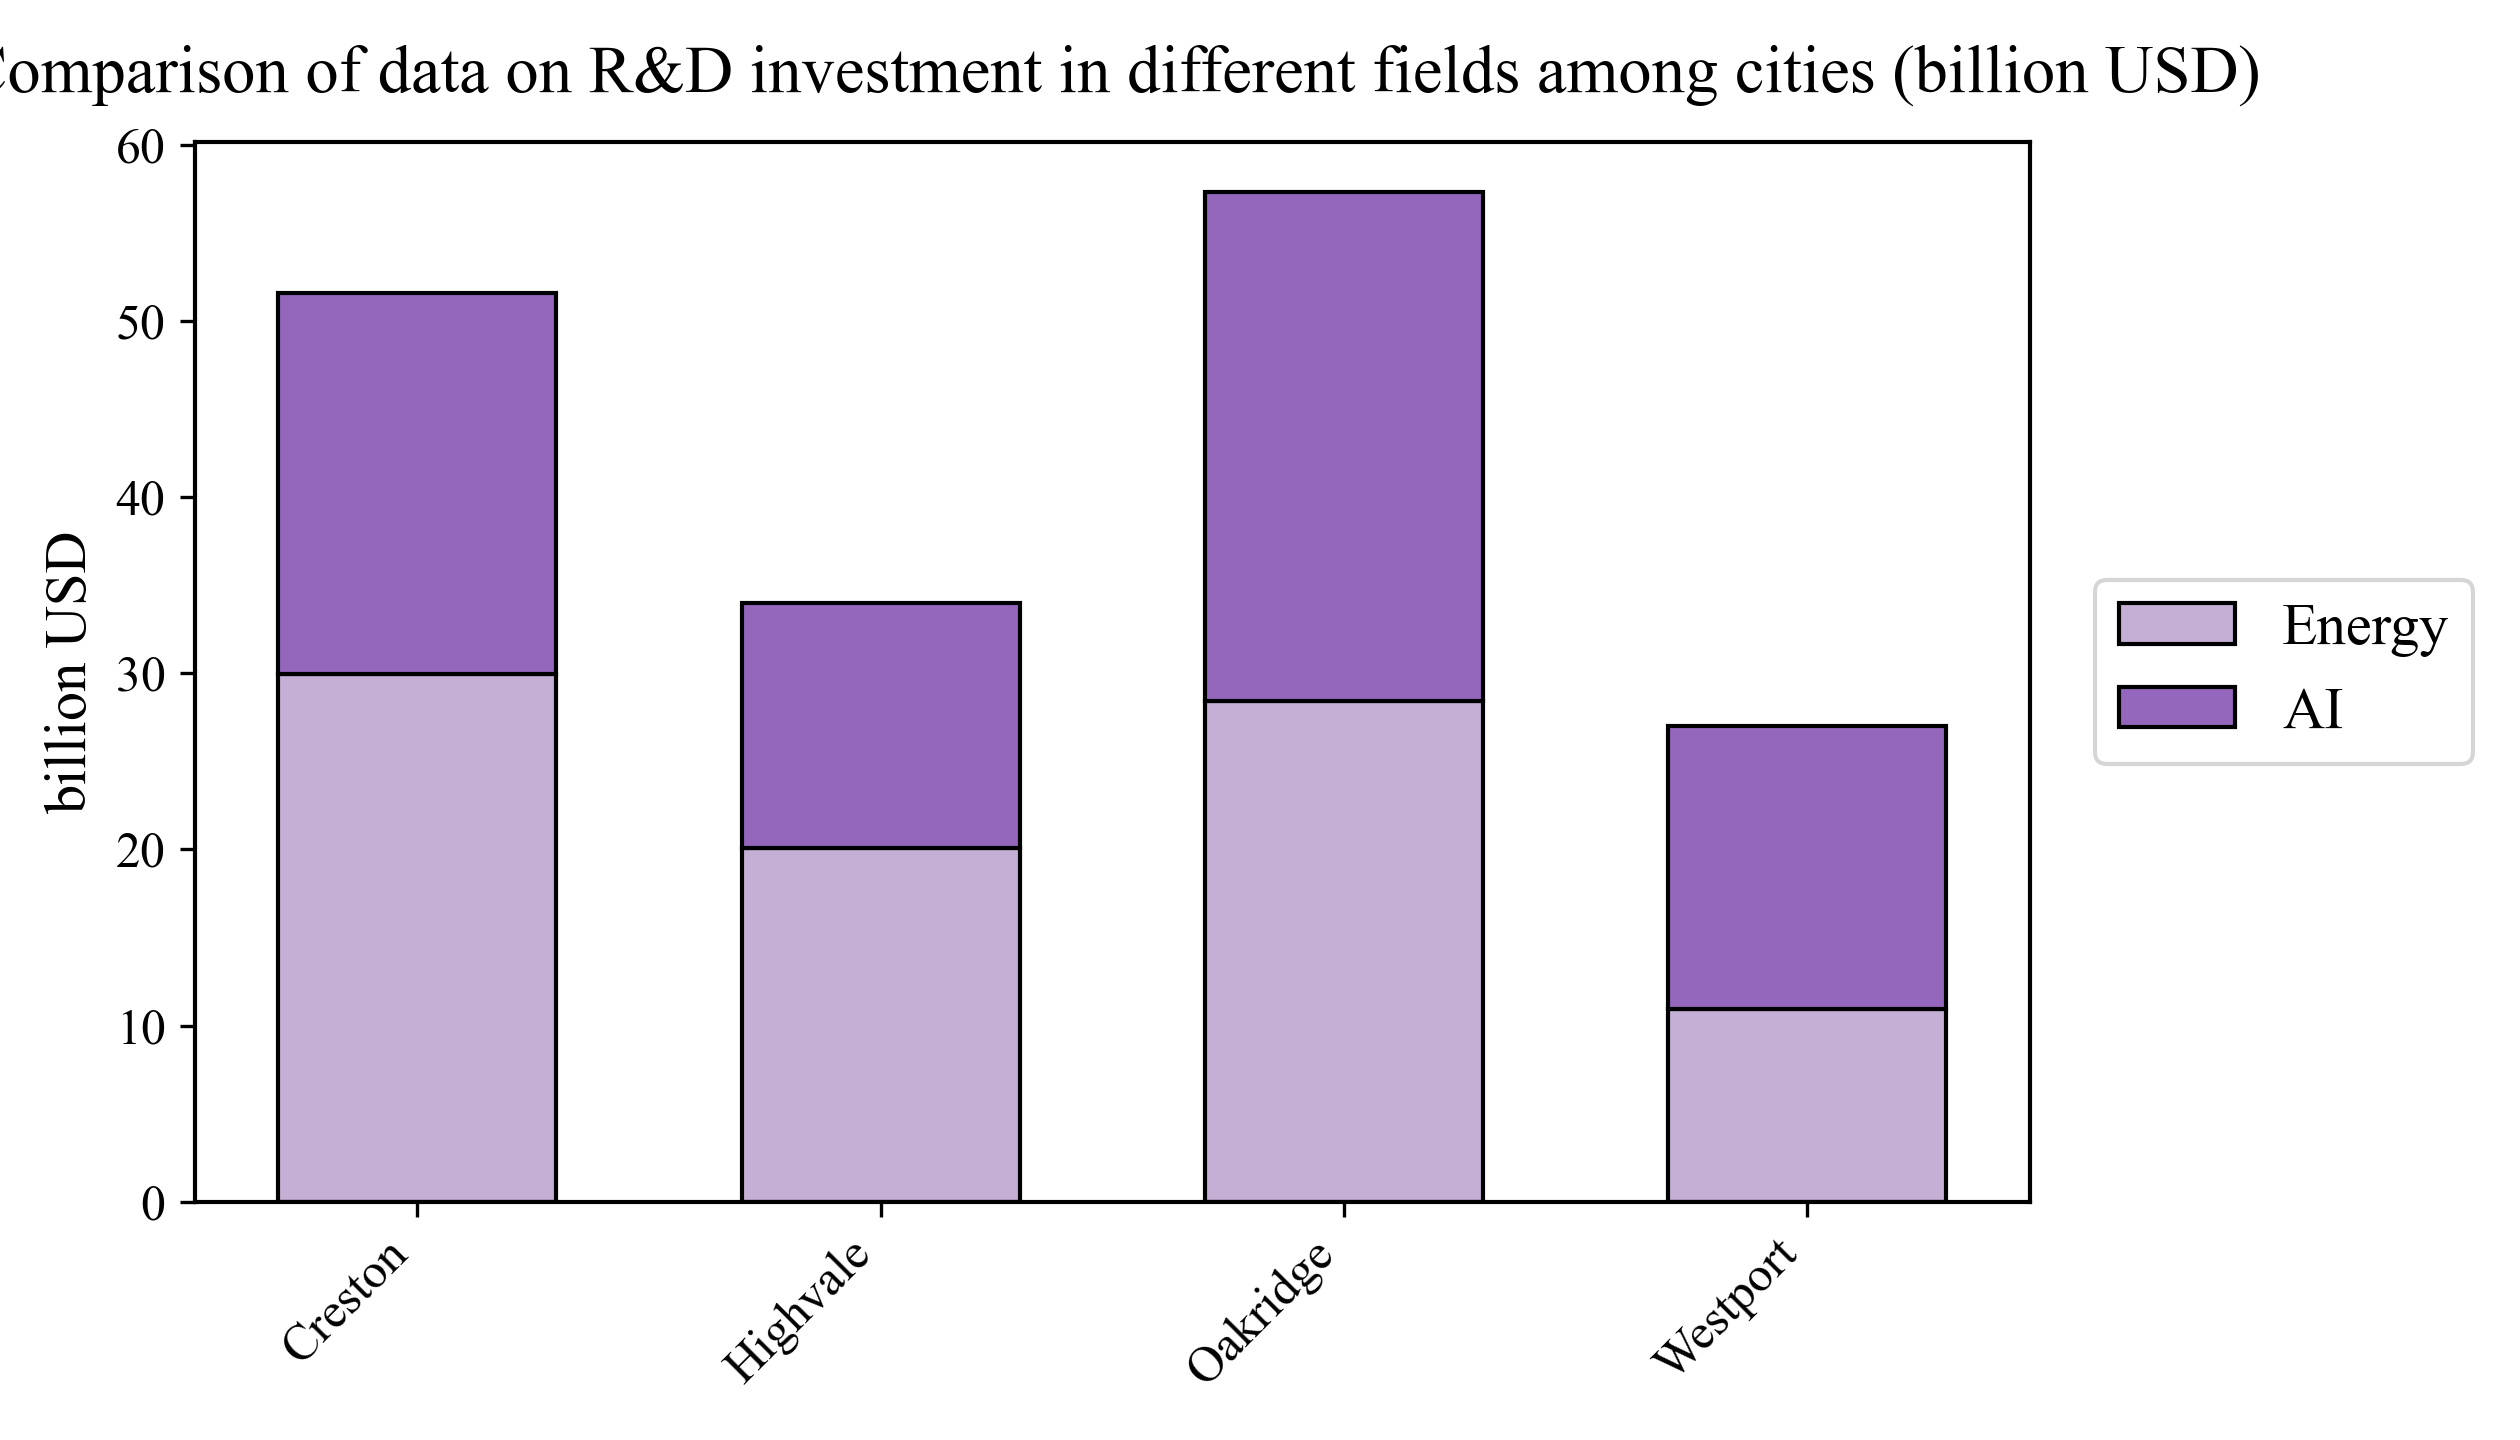 omparison of data on R&D investment in different fields among cities (billion USD)
60
50
40
30
20
10
0
billion USD
Creston
Highvale
Oakridge
Westport
Energy
AI